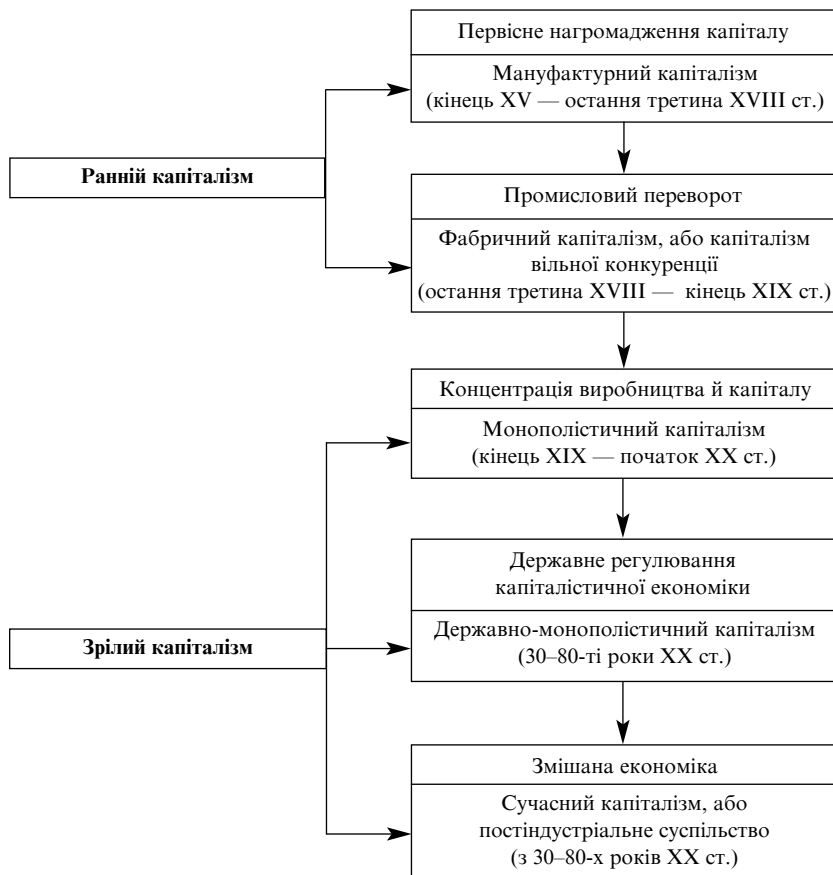 Первісне нагромадження капіталу
Мануфактурний капіталізм
(кінець XV — остання третина XVIII ст.)
Ранній капіталізм
Промисловий переворот
Фабричний капіталізм, або капіталізм
вільної конкуренції
(остання третина XVIII — кінець XIX ст.)
Концентрація виробництва й капіталу
Монополістичний капіталізм
(кінець XIX — початок XX ст.)
Державне регулювання
капіталістичної економіки
Зрілий капіталізм
Державно-монополістичний капіталізм
(30–80-ті роки XX ст.)
Змішана економіка
Сучасний капіталізм, або
постіндустріальне суспільство
(з 30–80-х років XX ст.)